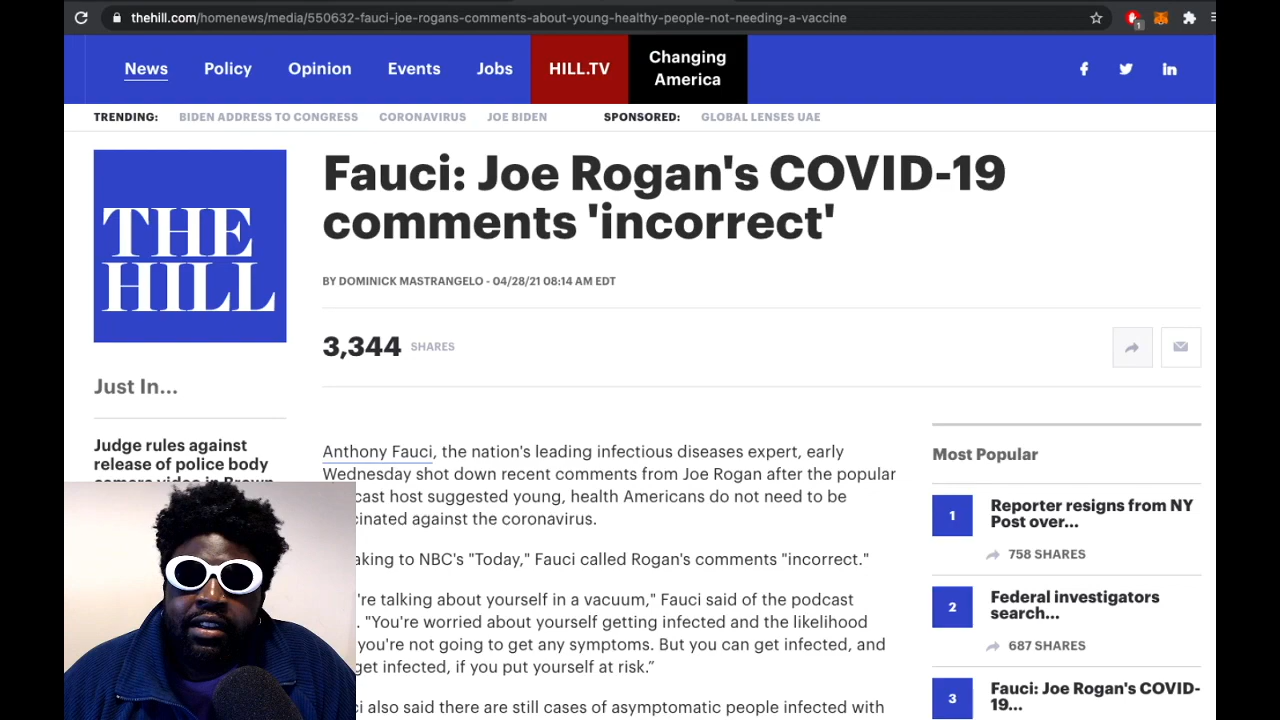 thehill.com/homenews/media/550632-fauci-joe-rogans-comments-about-young-healthy-people-not-needing-a-vaccine
1
News Policy Opinion Events Jobs HILL.TV Changing
America
TRENDING: BIDEN ADDRESS TO CONGRESS CORONAVIRUS JOE BIDEN SPONSORED: GLOBAL LENSES UAE
THE
HILL
Fauci: Joe Rogan's COVID-19
comments 'incorrect'
BY DOMINICK MASTRANGELO - 04/28/21 08:14 AM EDT
3,344 SHARES
Just In...
Judge rules against
release of police body
camera video in Brown
Anthony Fauci, the nation's leading infectious diseases expert, early
Wednesday shot down recent comments from Joe Rogan after the popular
cast host suggested young, health Americans do not need to be
cinated against the coronavirus.
aking to NBC's "Today," Fauci called Rogan's comments "incorrect."
're talking about yourself in a vacuum," Fauci said of the podcast
. "You're worried about yourself getting infected and the likelihood
you're not going to get any symptoms. But you can get infected, and
get infected, if you put yourself at risk.”
ci also said there are still cases of asymptomatic people infected with
Most Popular
1 Reporter resigns from NY
Post over...
758 SHARES
2 Federal investigators
search...
687 SHARES
3 Fauci: Joe Rogan's COVID-
19...